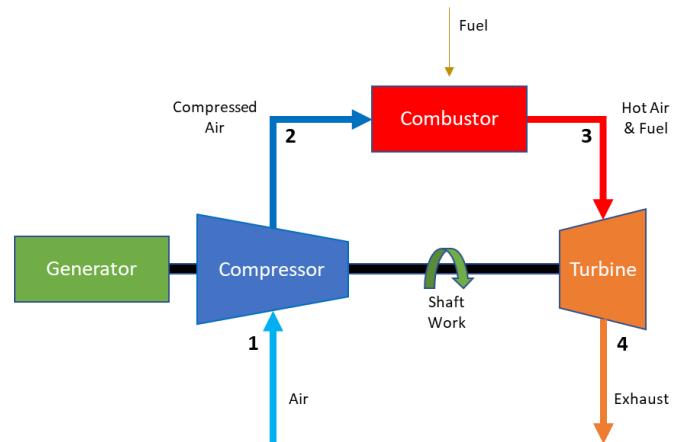 Fuel
Compressed
Air
2
Combustor
3
Hot Air
& Fuel
Generator
Compressor
Shaft
Work
Turbine
1
Air
4
Exhaust